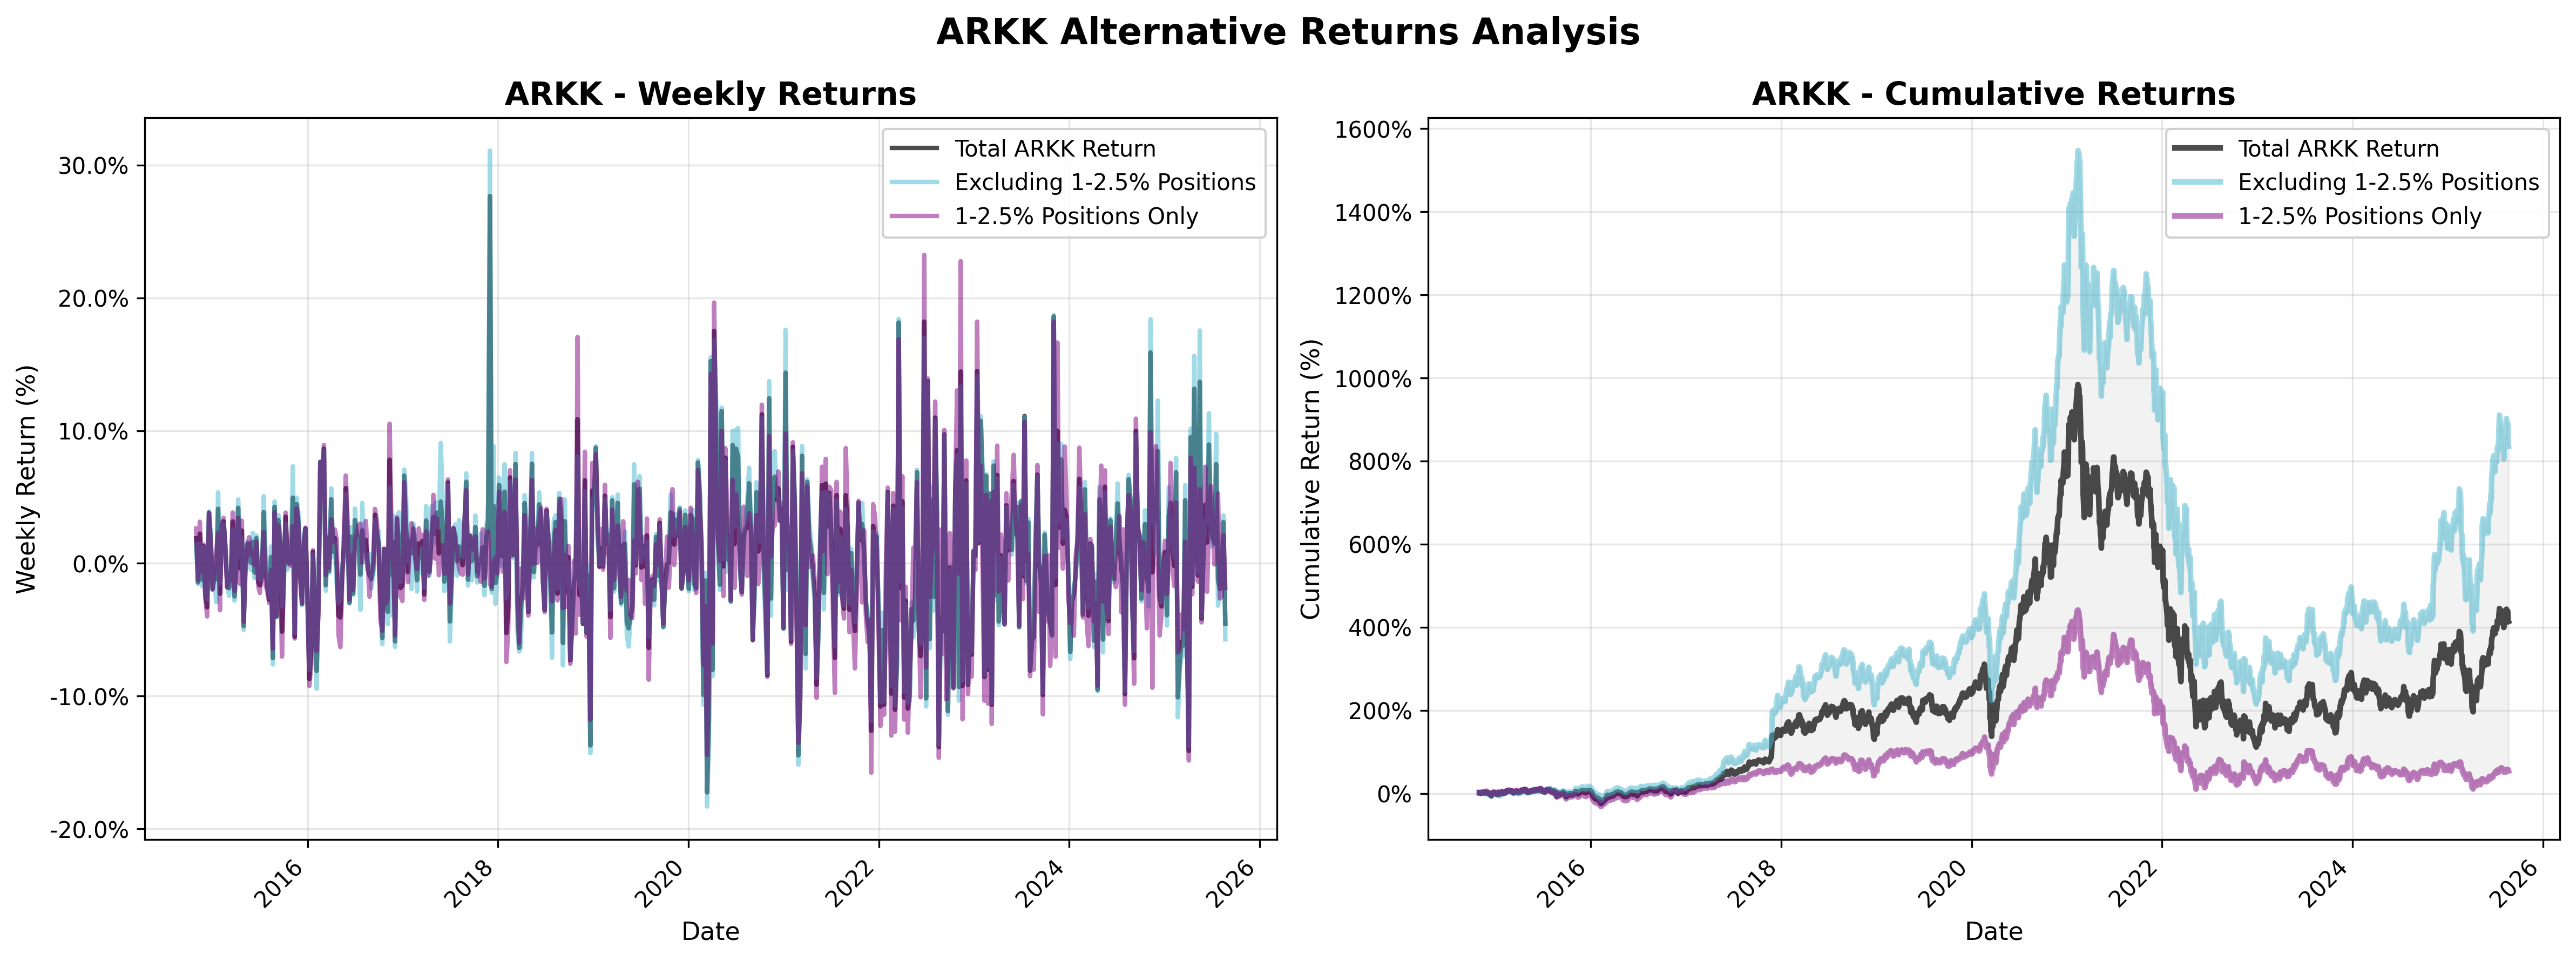 ARKK Alternative Returns Analysis
ARKK - Weekly Returns
Weekly Return (%)
30.0%
20.0%
10.0%
0.0%
-10.0%
-20.0%
Total ARKK Return
Excluding 1-2.5% Positions
1-2.5% Positions Only
2016
2018
2020
2022
2024
2026
Date
ARKK - Cumulative Returns
Cumulative Return (%)
1600%
1400%
1200%
1000%
800%
600%
400%
200%
0%
Total ARKK Return
Excluding 1-2.5% Positions
1-2.5% Positions Only
2016
2018
2020
2022
2024
2026
Date